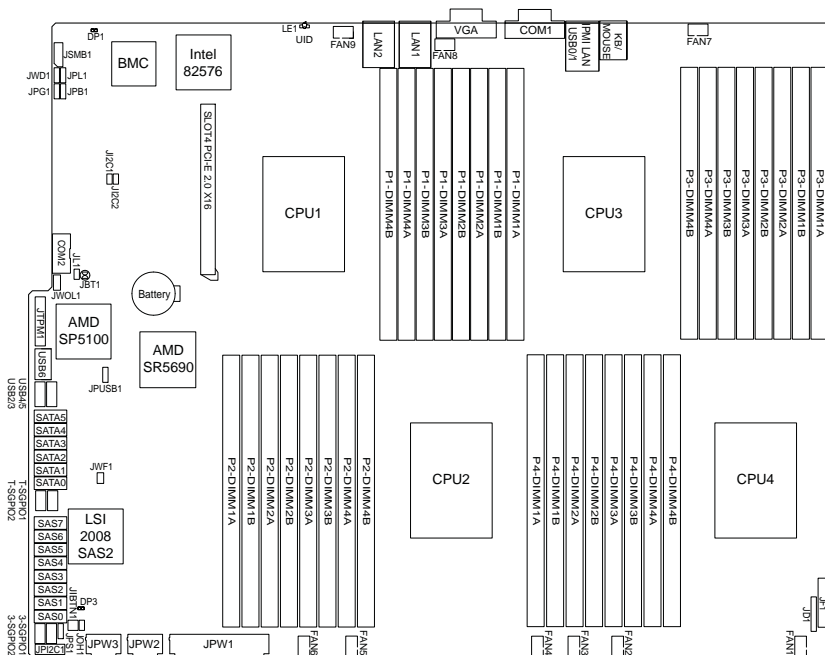 LE1
UID
DP1
FAN9
LAN2
LAN1
VGA
FAN8
COM1
IPMI LAN
USB0/1
KB/
MOUSE
FAN7
JSMB1
BMC
Intel
82576
JWD1
JPL1
JPG1
JPB1
SLOT4 PCI-E 2.0 X16
JI2C1
JI2C2
CPU1
P1-DIMM4B
P1-DIMM4A
P1-DIMM3B
P1-DIMM3A
P1-DIMM2B
P1-DIMM2A
P1-DIMM1B
P1-DIMM1A
CPU3
P3-DIMM4B
P3-DIMM4A
P3-DIMM3B
P3-DIMM3A
P3-DIMM2B
P3-DIMM2A
P3-DIMM1B
P3-DIMM1A
COM2
JL1
JBT1
JWOL1
Battery
JTPM1
AMD
SP5100
AMD
SR5690
USB6
JPUSB1
USB4/5
USB2/3
SATA5
SATA4
SATA3
SATA2
SATA1
SATA0
JWF1
T-SGPIO1
T-SGPIO2
LSI
2008
SAS2
SAS7
SAS6
SAS5
SAS4
SAS3
SAS2
SAS1
SAS0
P2-DIMM1A
P2-DIMM1B
P2-DIMM2A
P2-DIMM2B
P2-DIMM3A
P2-DIMM3B
P2-DIMM4A
P2-DIMM4B
CPU2
P4-DIMM1A
P4-DIMM1B
P4-DIMM2A
P4-DIMM2B
P4-DIMM3A
P4-DIMM3B
P4-DIMM4A
P4-DIMM4B
CPU4
JIBTN1
DP3
3-SGPIO1
3-SGPIO2
JPI2C1
JPS1
JOH1
JPW3
JPW2
JPW1
FAN6
FAN5
FAN4
FAN3
FAN2
FAN1
JD1
JF1